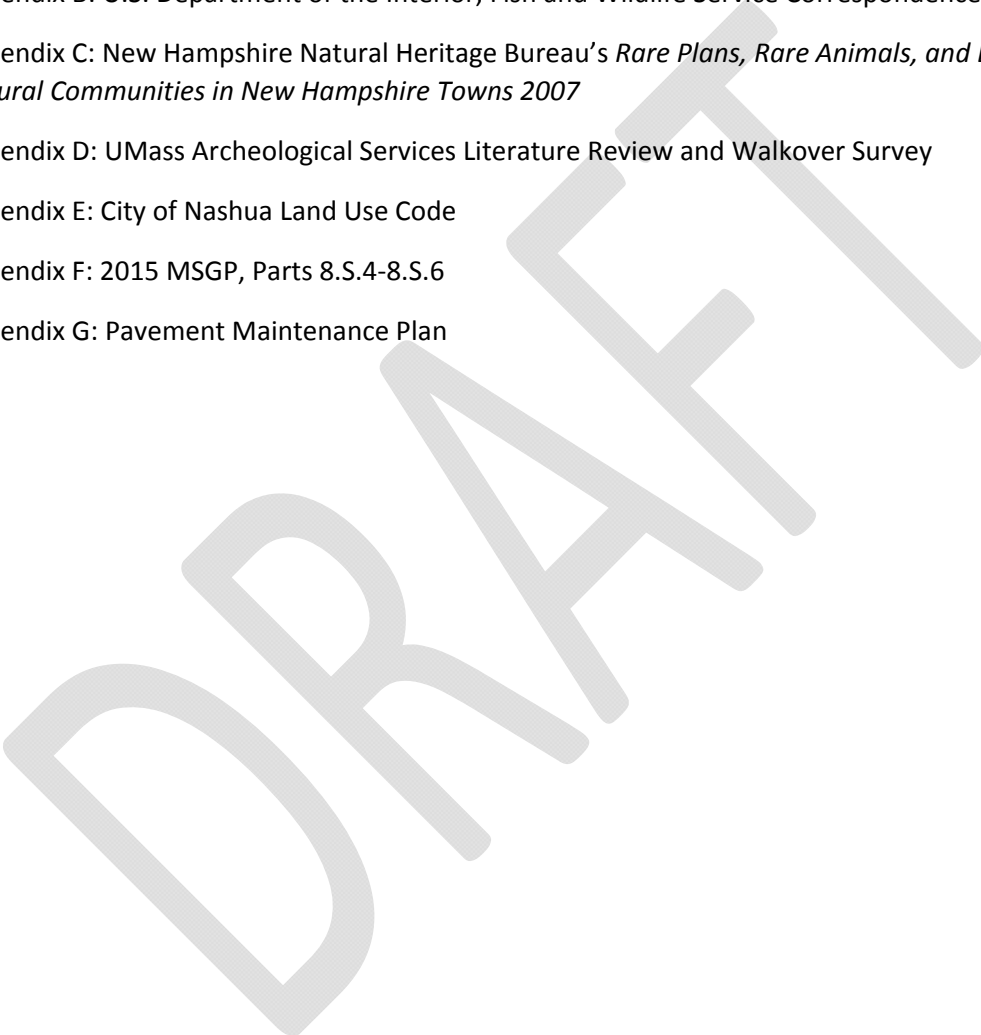 endix B: U.S. Department of the Interior, Fish and Wildlife Service Correspondence
endix C: New Hampshire Natural Heritage Bureau's Rare Plans, Rare Animals, and
ural Communities in New Hampshire Towns 2007
endix D: UMass Archeological Services Literature Review and Walkover Survey
endix E: City of Nashua Land Use Code
endix F: 2015 MSGP, Parts 8.S.4-8.S.6
endix G: Pavement Maintenance Plan
DRAFT